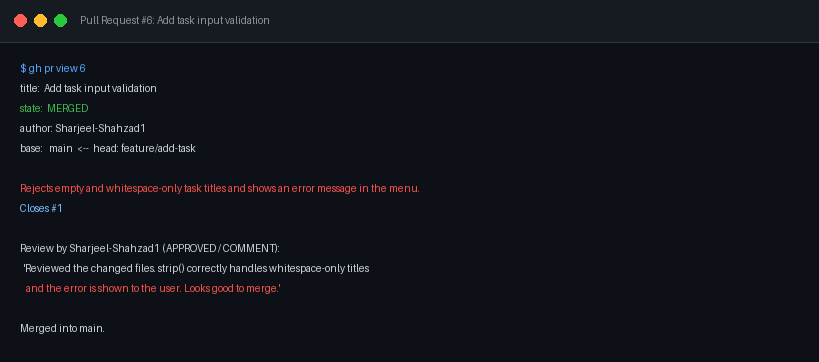 Pull Request #6: Add task input validation
$ gh pr view 6
title: Add task input validation
state: MERGED
author: Sharjeel-Shahzad1
base: main <-- head: feature/add-task
Rejects empty and whitespace-only task titles and shows an error message in the menu.
Closes #1
Review by Sharjeel-Shahzad1 (APPROVED / COMMENT):
'Reviewed the changed files. strip() correctly handles whitespace-only titles
and the error is shown to the user. Looks good to merge.'
Merged into main.